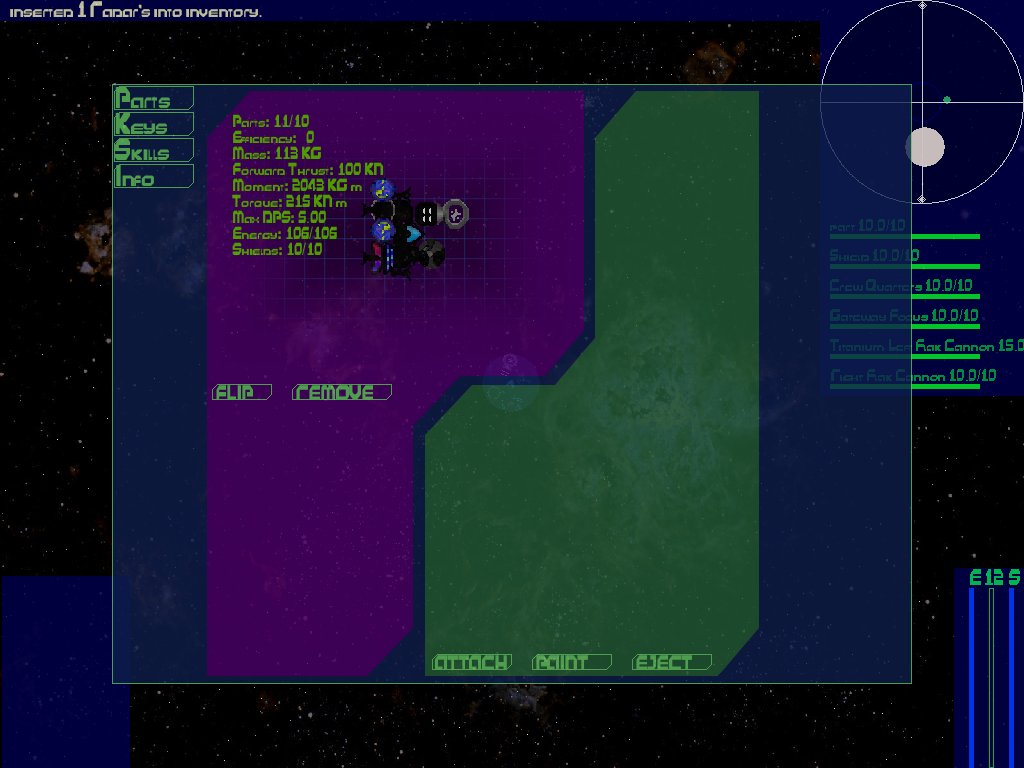 Inserted 1 Radar's into inventory.
Parts
Keys
Skills
Info
Parts: 11/10
Efficiency: 0
Mass: 113 KG
Forward Thrust: 100 KN
Moment: 2043 KG m
Torque: 215 KN m
Max DPS: 5.00
Energy: 106/105
Shields: 10/10
part 10.0/10
Shield 10.0/10
Crew Quarters 10.0/10
Gateway Focus 10.0/10
Titanium Left Flak Cannon 15.0
Right Flak Cannon 10.0/10
FLIP
REMOVE
E 12 S
ATTACH
PAINT
EJECT